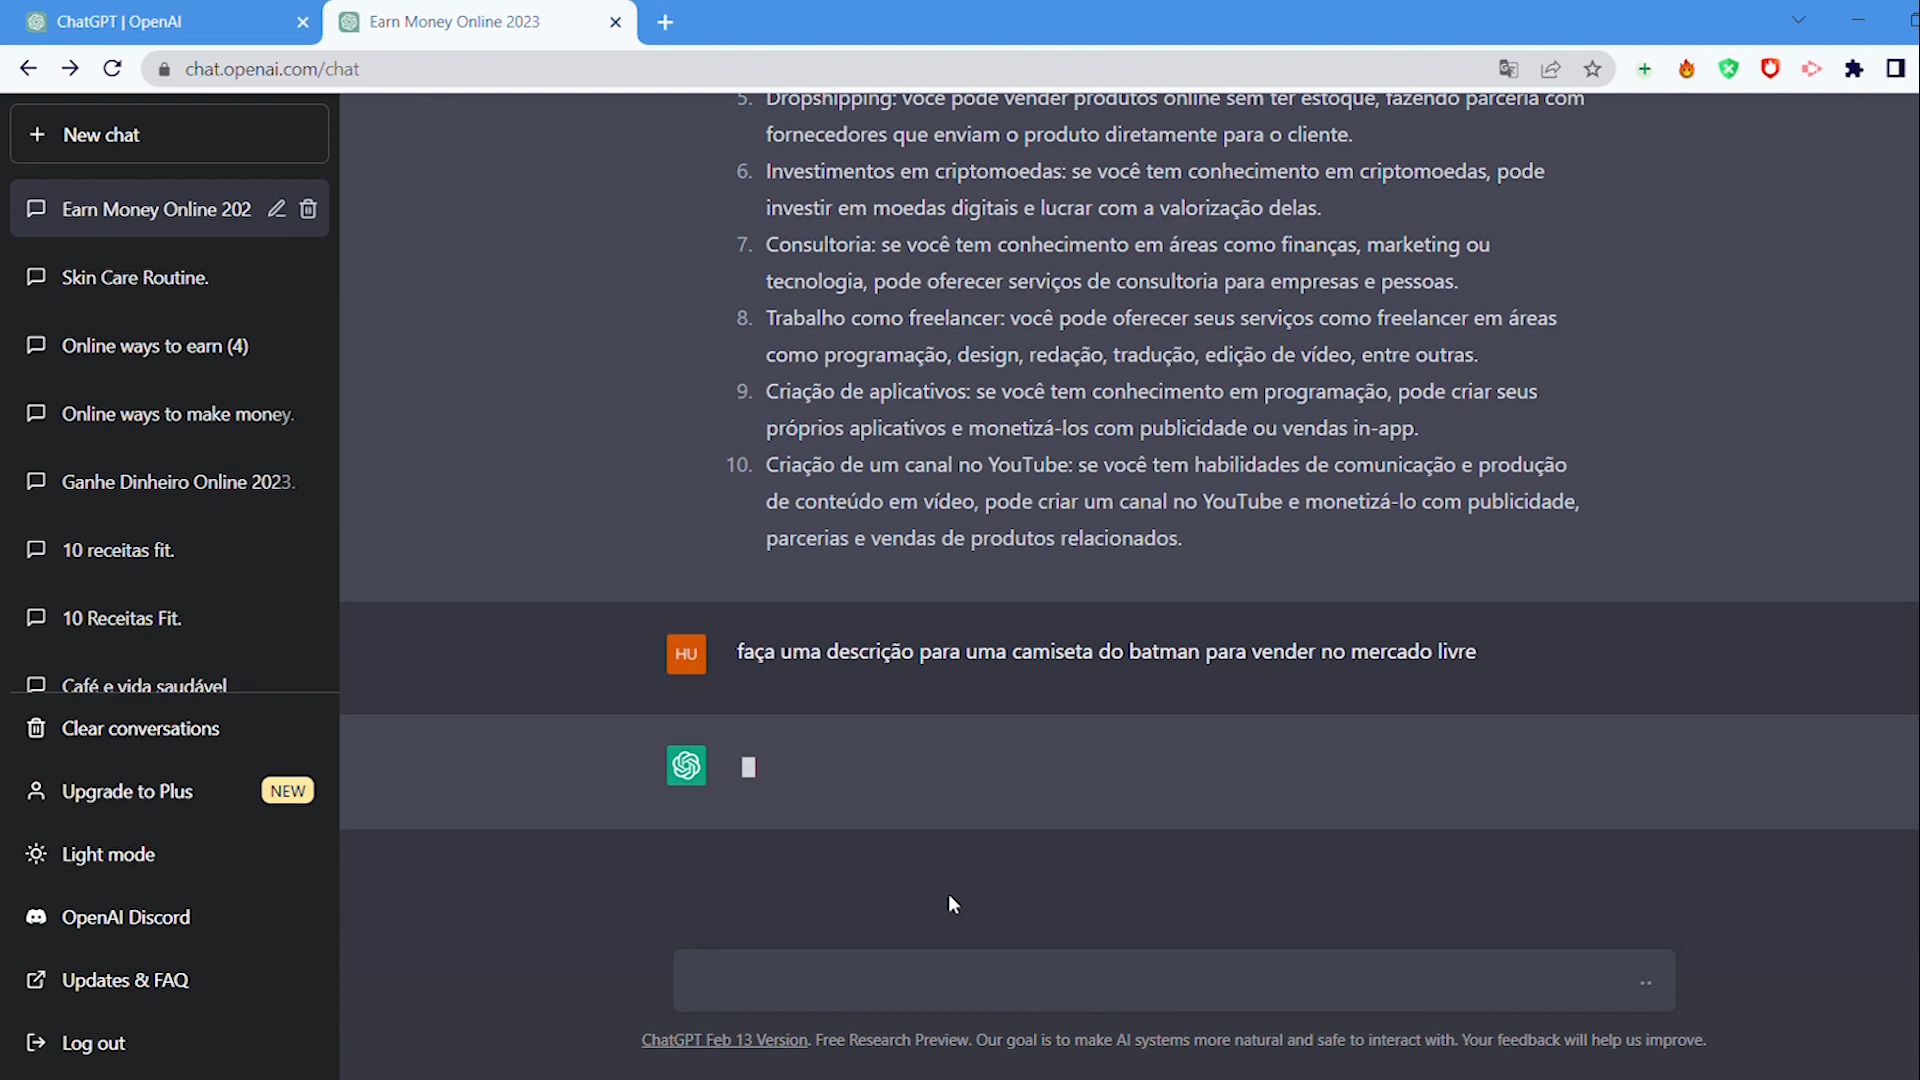 ChatGPT | OpenAI
Earn Money Online 2023
chat.openai.com/chat
New chat
Earn Money Online 202
Skin Care Routine.
Online ways to earn (4)
Online ways to make money.
Ganhe Dinheiro Online 2023.
10 receitas fit.
10 Receitas Fit.
Café e vida saudável
Clear conversations
Upgrade to Plus NEW
Light mode
OpenAI Discord
Updates & FAQ
Log out
5. Dropshipping: você pode vender produtos online sem ter estoque, fazendo parceria com
fornecedores que enviam o produto diretamente para o cliente.
6. Investimentos em criptomoedas: se você tem conhecimento em criptomoedas, pode
investir em moedas digitais e lucrar com a valorização delas.
7. Consultoria: se você tem conhecimento em áreas como finanças, marketing ou
tecnologia, pode oferecer serviços de consultoria para empresas e pessoas.
8. Trabalho como freelancer: você pode oferecer seus serviços como freelancer em áreas
como programação, design, redação, tradução, edição de vídeo, entre outras.
9. Criação de aplicativos: se você tem conhecimento em programação, pode criar seus
próprios aplicativos e monetizá-los com publicidade ou vendas in-app.
10. Criação de um canal no YouTube: se você tem habilidades de comunicação e produção
de conteúdo em vídeo, pode criar um canal no YouTube e monetizá-lo com publicidade,
parcerias e vendas de produtos relacionados.
HU
faça uma descrição para uma camiseta do batman para vender no mercado livre
ChatGPT Feb 13 Version. Free Research Preview. Our goal is to make AI systems more natural and safe to interact with. Your feedback will help us improve.